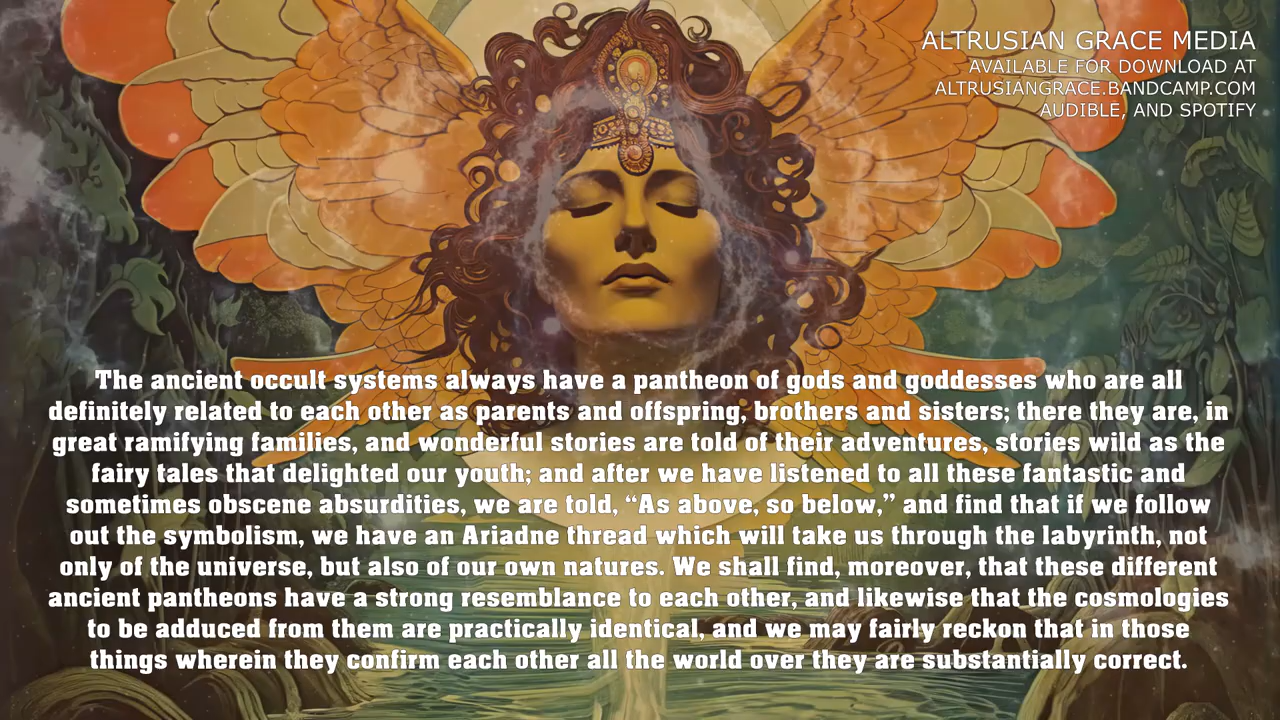 ALTRUSIAN GRACE MEDIA
AVAILABLE FOR DOWNLOAD AT
ALTRUSIANGRACE.BANDCAMP.COM
AUDIBLE, AND SPOTIFY
The ancient occult systems always have a pantheon of gods and goddesses who are all
definitely related to each other as parents and offspring, brothers and sisters; there they are, in
great ramifying families, and wonderful stories are told of their adventures, stories wild as the
fairy tales that delighted our youth; and after we have listened to all these fantastic and
sometimes obscene absurdities, we are told, “As above, so below,” and find that if we follow
out the symbolism, we have an Ariadne thread which will take us through the labyrinth, not
only of the universe, but also of our own natures. We shall find, moreover, that these different
ancient pantheons have a strong resemblance to each other, and likewise that the cosmologies
to be adduced from them are practically identical, and we may fairly reckon that in those
things wherein they confirm each other all the world over they are substantially correct.